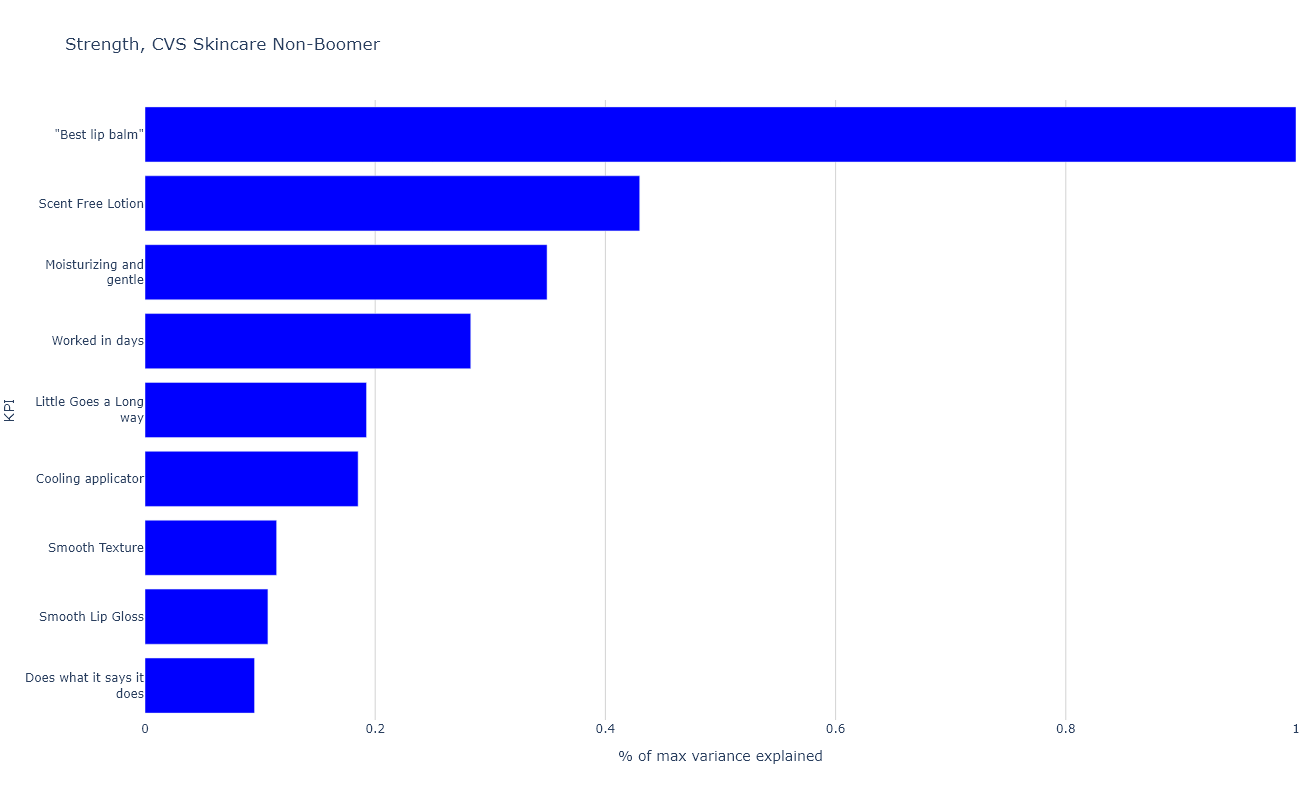 Strength, CVS Skincare Non-Boomer
"Best lip balm"
Scent Free Lotion
Moisturizing and
gentle
Worked in days
Little Goes a Long
way
Cooling applicator
Smooth Texture
Smooth Lip Gloss
Does what it says it
does
KPI
0 0.2 0.4 0.6 0.8 1
% of max variance explained